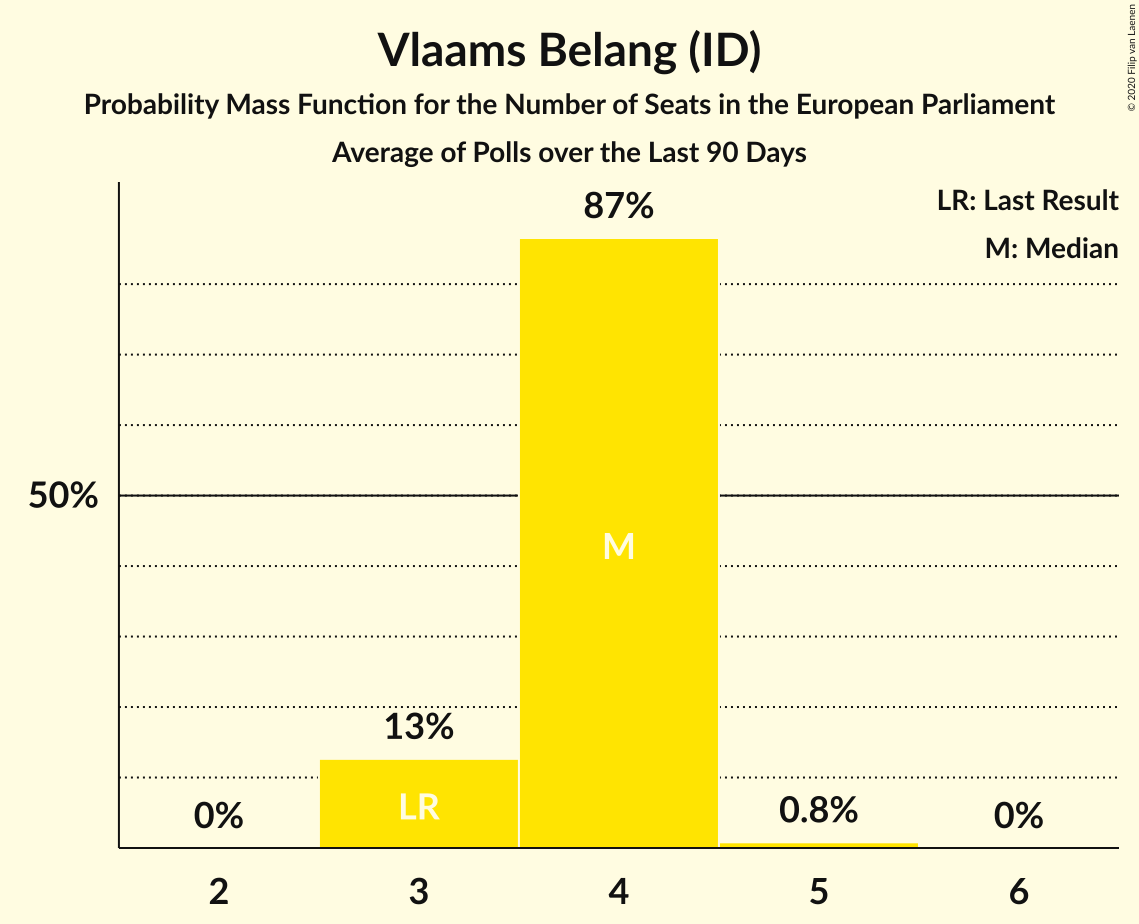 Vlaams Belang (ID)
Probability Mass Function for the Number of Seats in the European Parliament
Average of Polls over the Last 90 Days
© 2020 Filip van Laenen
LR: Last Result
M: Median
87%
50%
M
13%
LR
0%
0.8%
0%
2 3 4 5 6